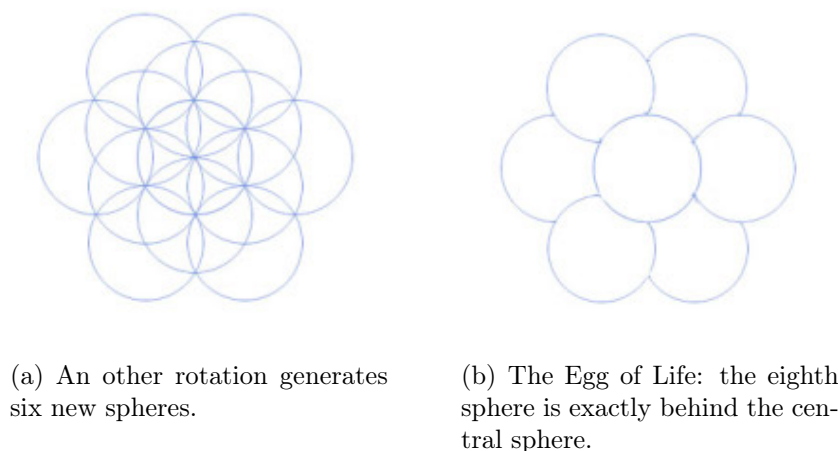 (a) An other rotation generates
six new spheres.
(b) The Egg of Life: the eighth
sphere is exactly behind the cen-
tral sphere.